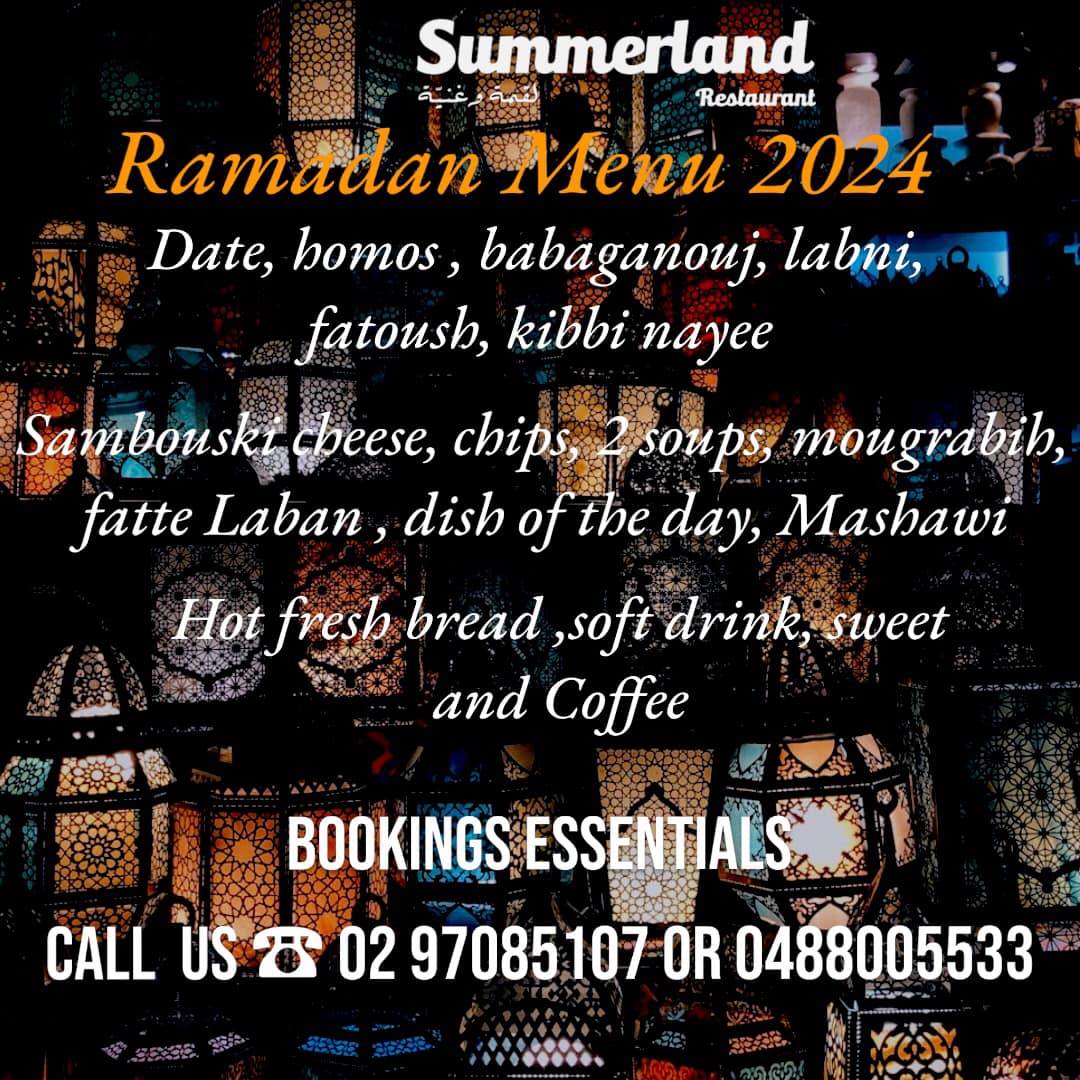 Summerland
لقمة وغنيّة
Restaurant
Ramadan Menu 2024
Date, homos , babaganouj, labni,
fatoush, kibbi nayee
Sambouski cheese, chips, 2 soups, mougrabih,
fatte Laban , dish of the day, Mashawi
Hot fresh bread ,soft drink, sweet
and Coffee
BOOKINGS ESSENTIALS
CALL US ☎ 02 97085107 OR 0488005533